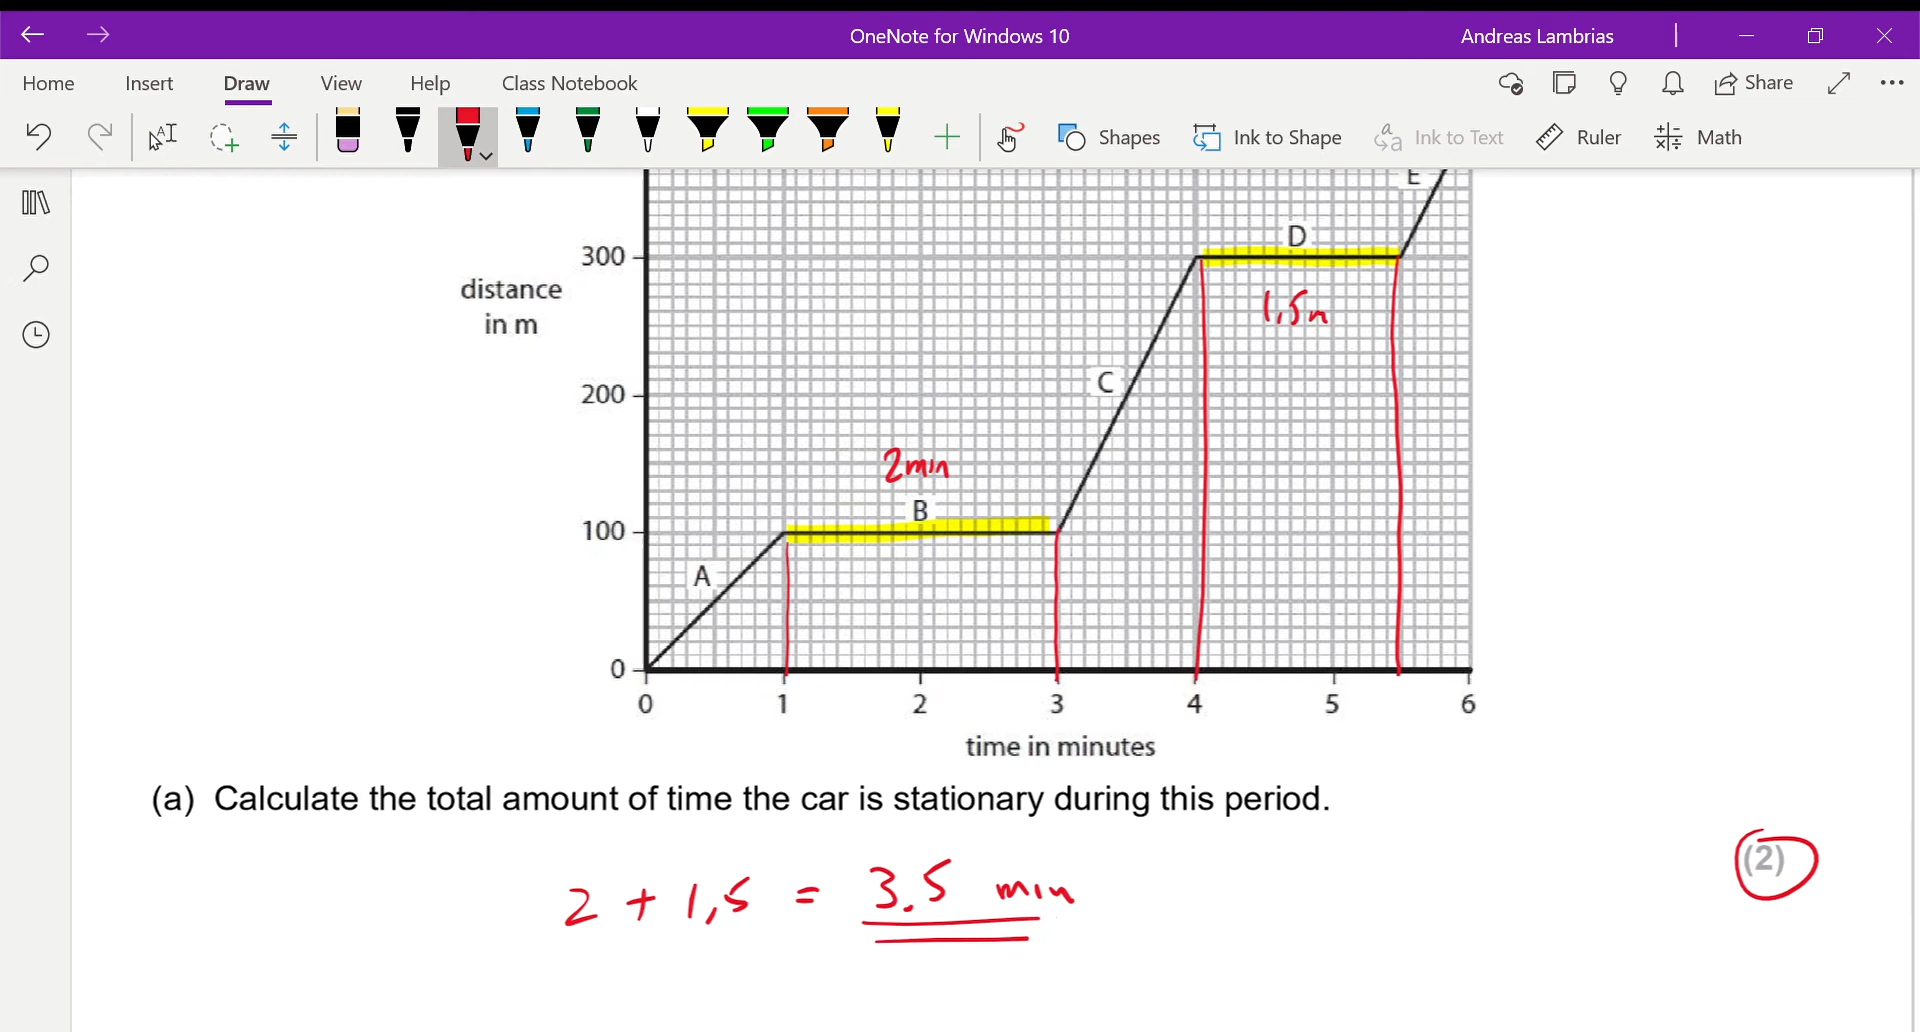 OneNote for Windows 10
Andreas Lambrias
Home Insert Draw View Help Class Notebook
Share
Shapes Ink to Shape Ink to Text Ruler Math
E
D
300
distance
in m
1,5m
C
200
2min
B
100
A
0
0 1 2 3 4 5 6
time in minutes
(a) Calculate the total amount of time the car is stationary during this period.
(2)
2 + 1,5 = 3.5 min